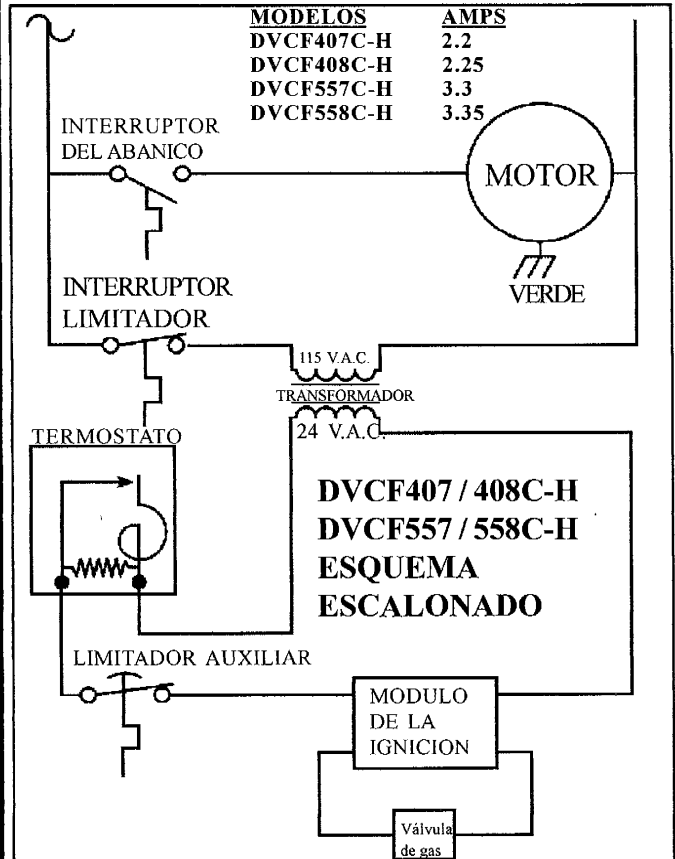 MODELOS AMPS
DVCF407C-H 2.2
DVCF408C-H 2.25
DVCF557C-H 3.3
DVCF558C-H 3.35
INTERRUPTOR
DEL ABANICO
MOTOR
VERDE
INTERRUPTOR
LIMITADOR
115 V.A.C.
TRANSFORMADOR
24 V.A.C.
TERMOSTATO
DVCF407 / 408C-H
DVCF557 / 558C-H
ESQUEMA
ESCALONADO
LIMITADOR AUXILIAR
MODULO
DE LA
IGNICION
Válvula
de gas